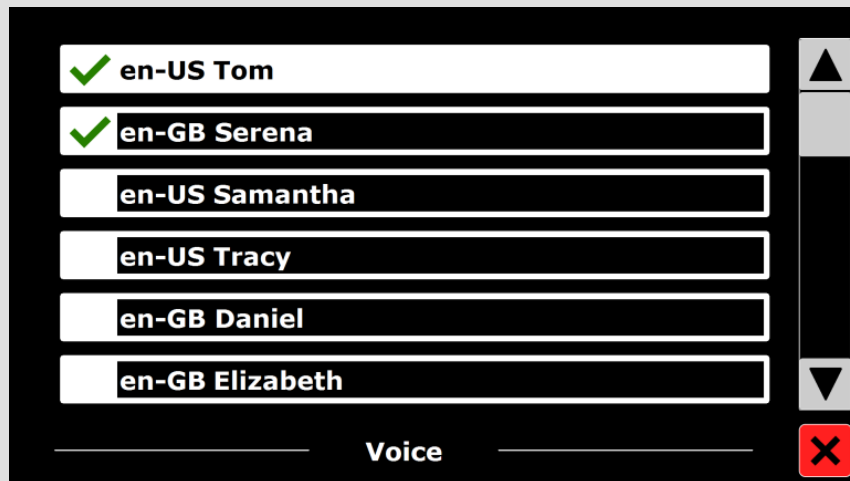 en-US Tom
en-GB Serena
en-US Samantha
en-US Tracy
en-GB Daniel
en-GB Elizabeth
Voice